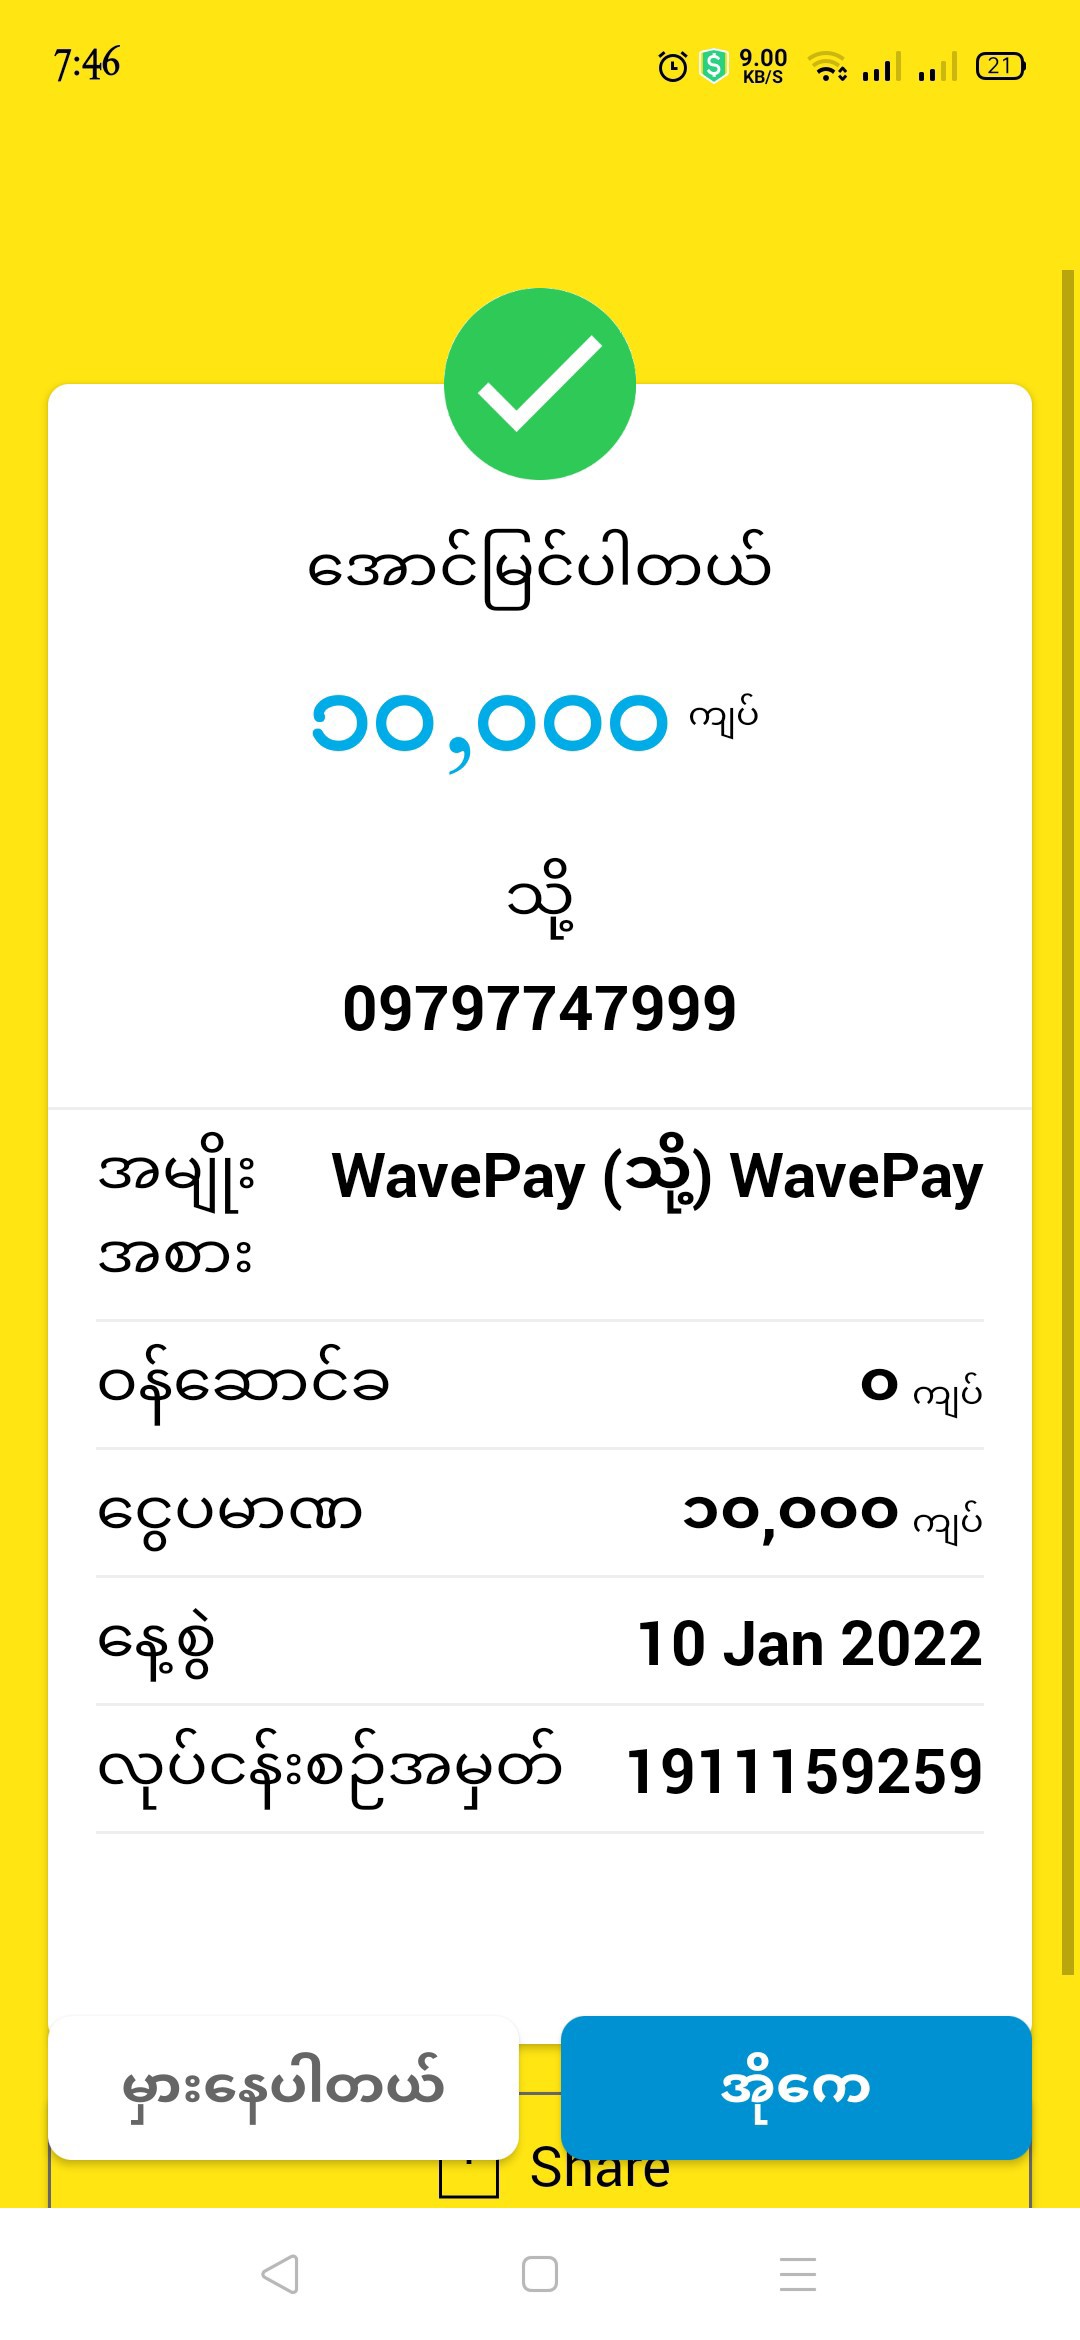 7:46
9.00
KB/S
21
အောင်မြင်ပါတယ်
၁၀,၀၀၀ ကျပ်
သို့
09797747999
အမျိုး WavePay (သို့) WavePay
အစား
ဝန်ဆောင်ခ ၀ ကျပ်
ငွေပမာဏ ၁၀,၀၀၀ ကျပ်
နေ့စွဲ 10 Jan 2022
လုပ်ငန်းစဉ်အမှတ် 1911159259
မှားနေပါတယ် အိုကေ
Share